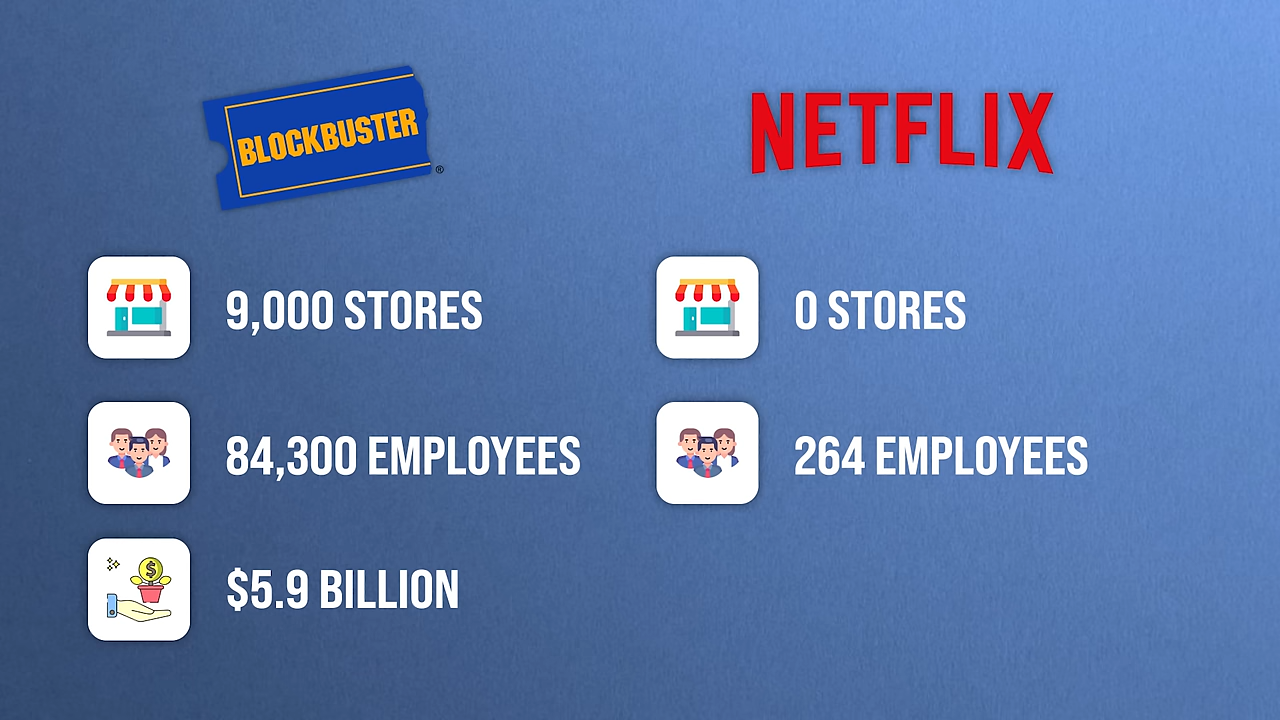 BLOCKBUSTER
®
NETFLIX
9,000 STORES
0 STORES
84,300 EMPLOYEES
264 EMPLOYEES
$
$5.9 BILLION